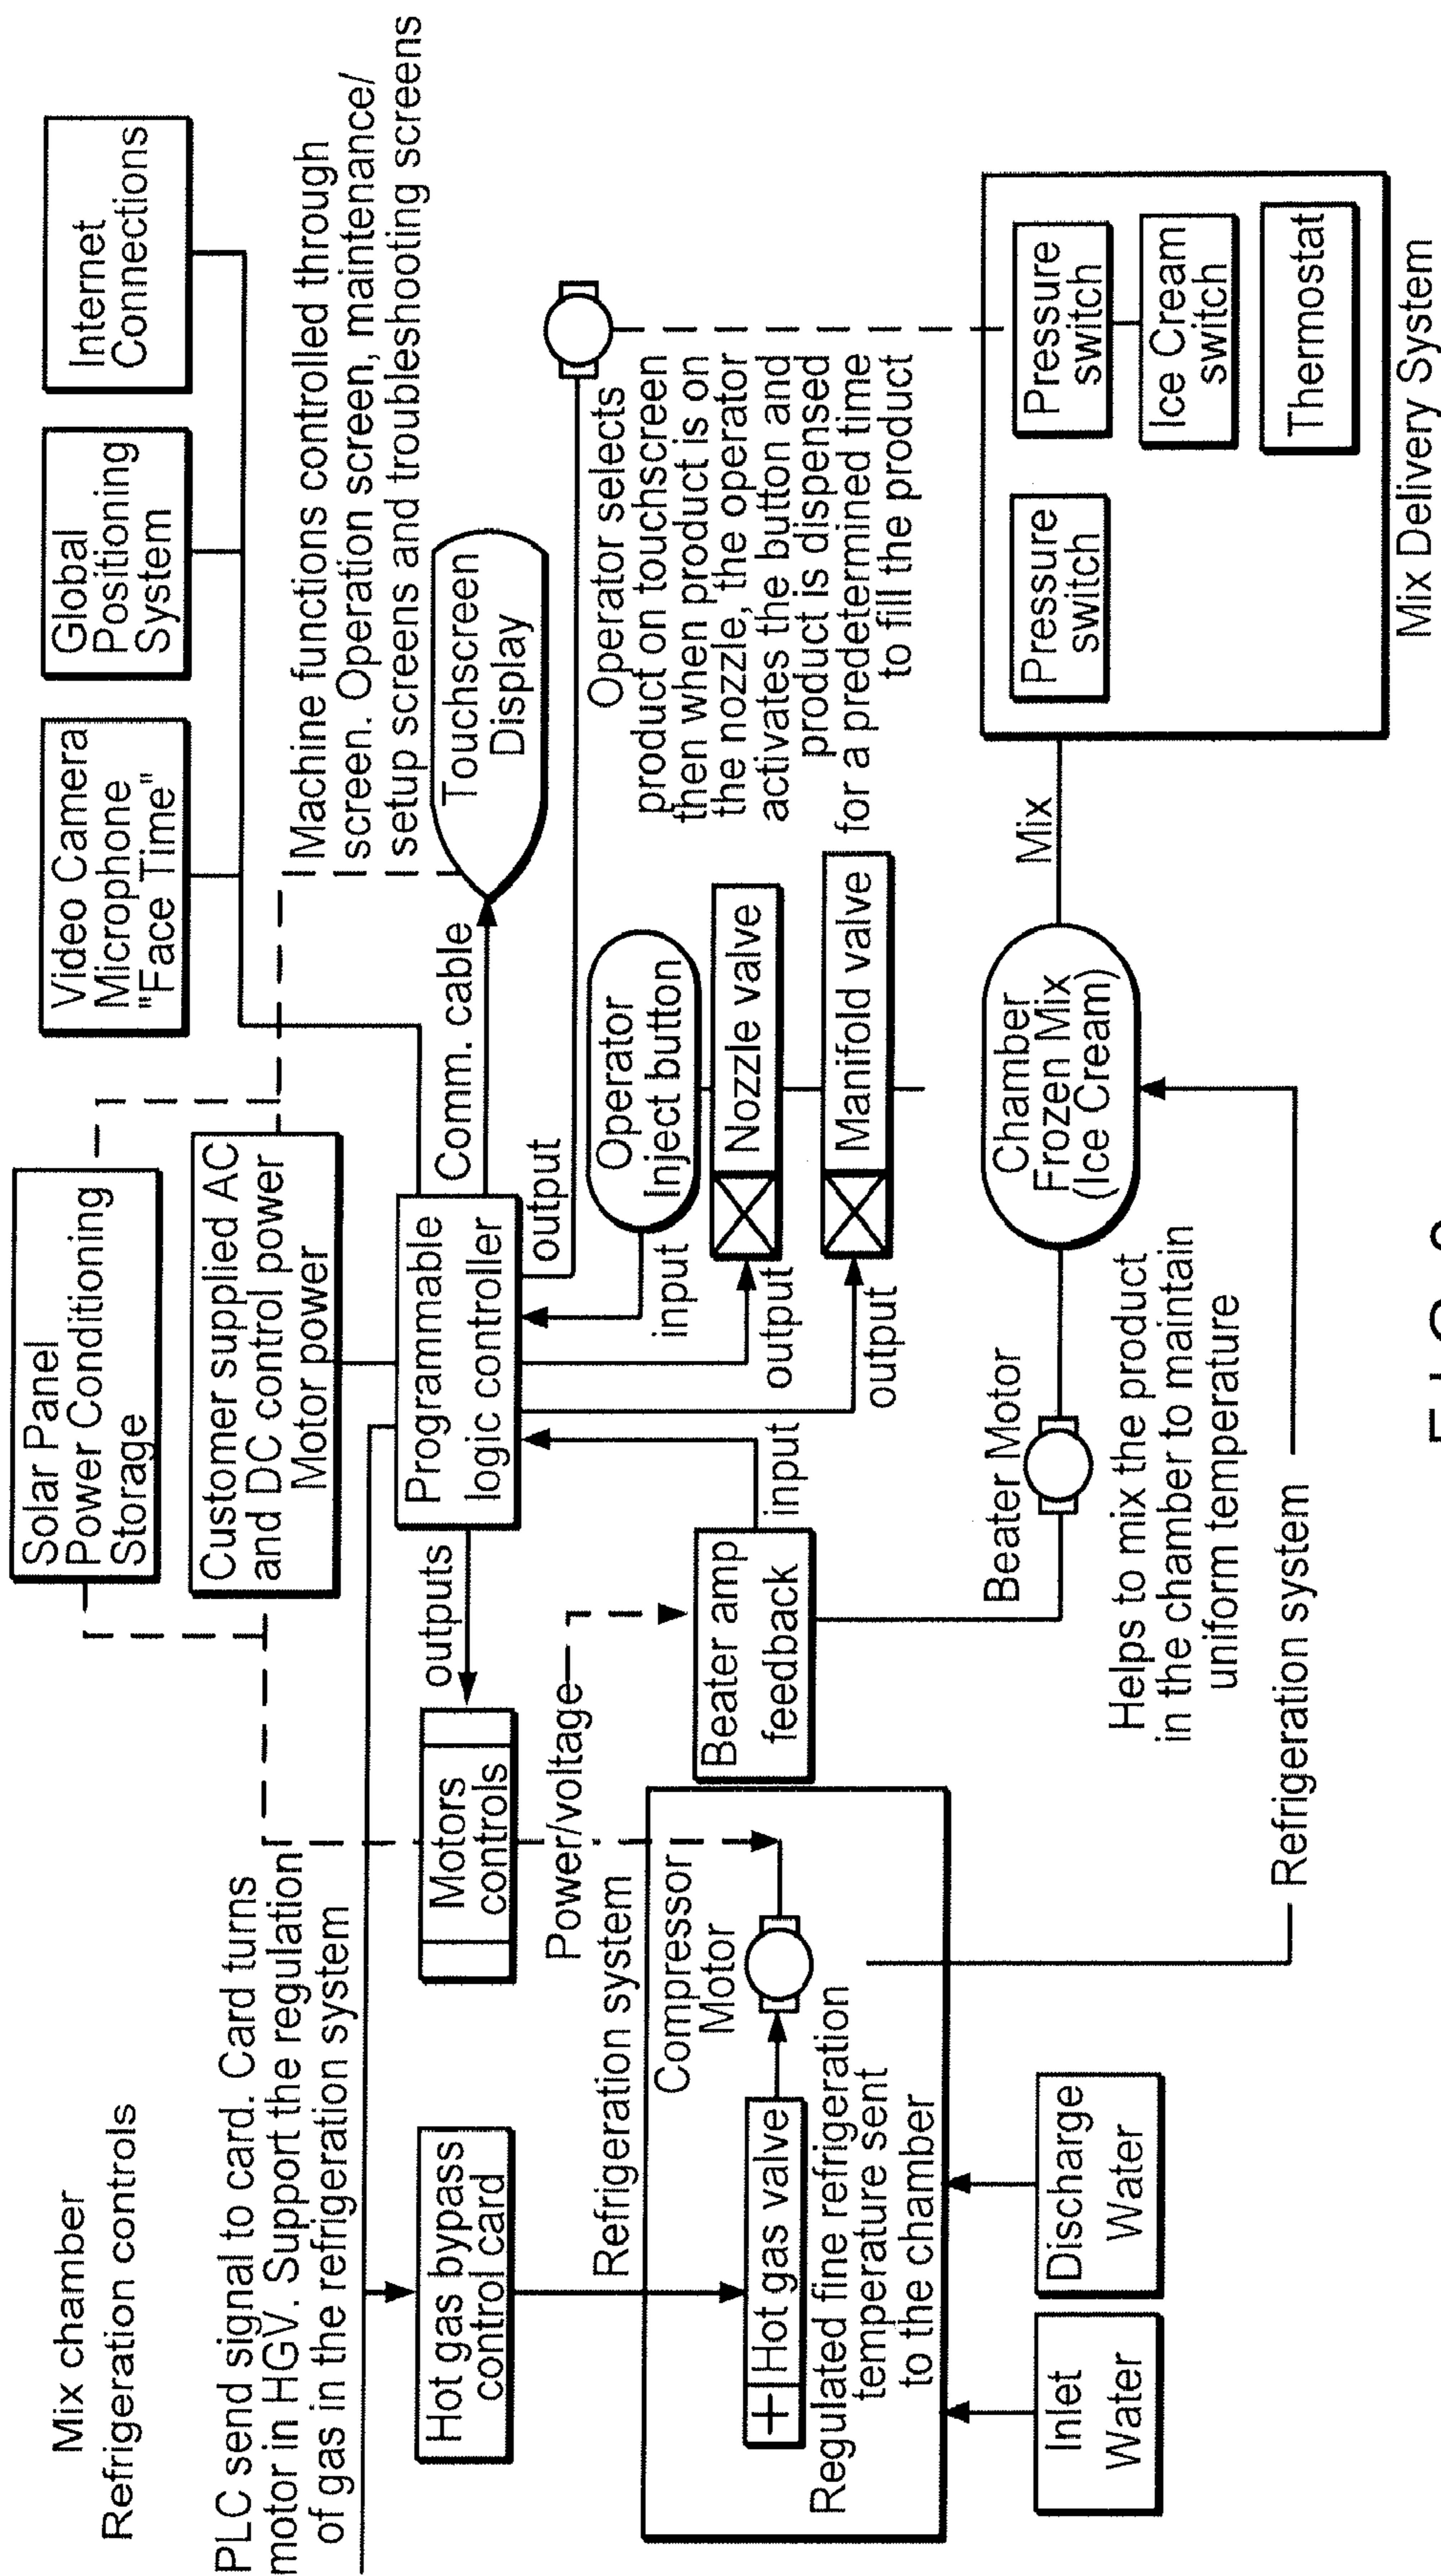 Mix chamber
Refrigeration controls
PLC send signal to card. Card turns
motor in HGV. Support the regulation
of gas in the refrigeration system
Solar Panel
Power Conditioning
Storage
Customer supplied AC
and DC control power
Motor power
Video Camera
Microphone
"Face Time"
Global
Positioning
System
Internet
Connections
Machine functions controlled through
screen. Operation screen, maintenance/
setup screens and troubleshooting screens
Hot gas bypass
control card
Motors
controls
outputs
Programmable
logic controller
Comm. cable
Touchscreen
Display
output
Power/voltage
Refrigeration system
Operator
Inject button
input
Operator selects
product on touchscreen
then when product is on
the nozzle, the operator
activates the button and
product is dispensed
for a predetermined time
to fill the product
Compressor
Motor
Hot gas valve
Regulated fine refrigeration
temperature sent
to the chamber
Beater amp
feedback
input
output
Nozzle valve
output
Manifold valve
Inlet
Water
Discharge
Water
Beater Motor
Helps to mix the product
in the chamber to maintain
uniform temperature
Chamber
Frozen Mix
(Ice Cream)
Mix
Pressure
switch
Pressure
switch
Ice Cream
switch
Thermostat
Mix Delivery System
Refrigeration system